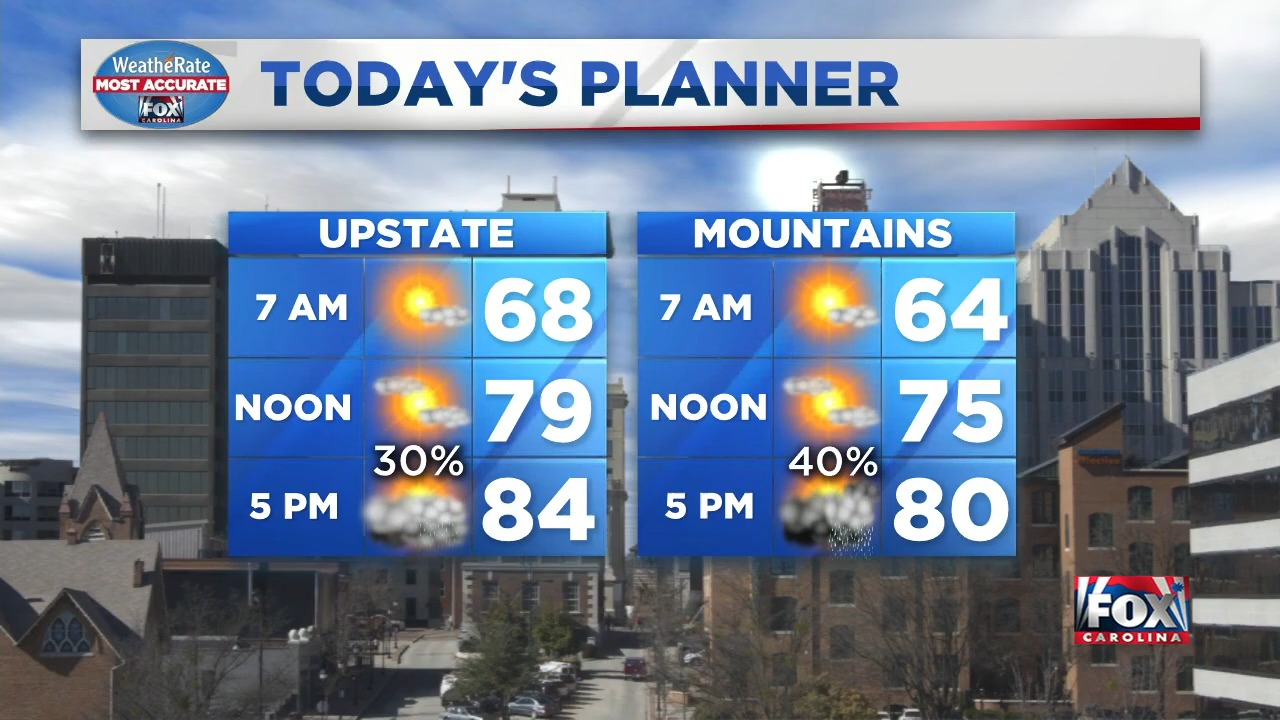 WeatheRate
MOST ACCURATE
FOX
CAROLINA
TODAY'S PLANNER
UPSTATE
7 AM 68
NOON 79
30%
5 PM 84
MOUNTAINS
7 AM 64
NOON 75
40%
5 PM 80
FOX
CAROLINA